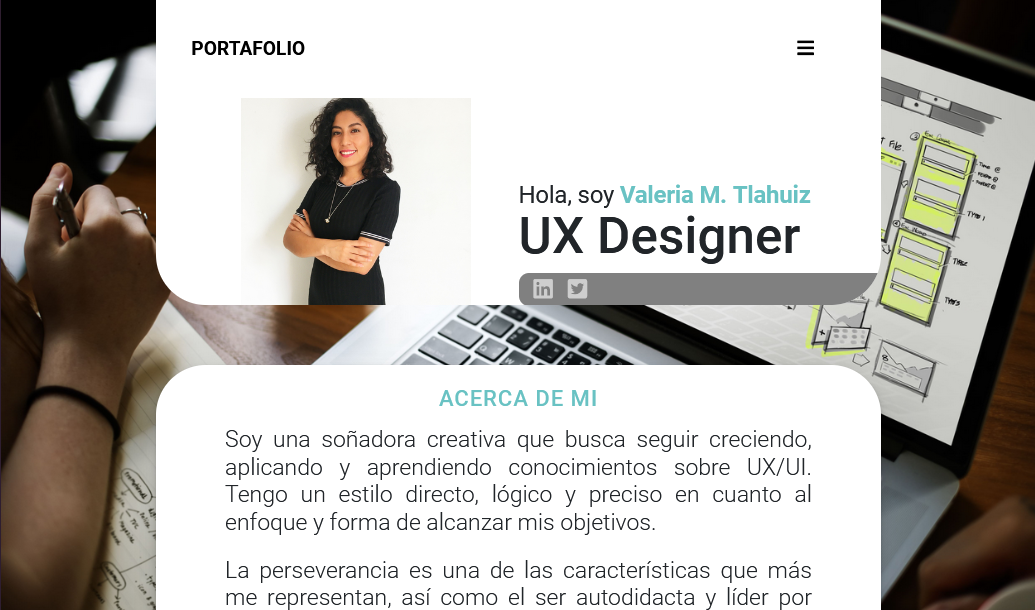 PORTAFOLIO
Hola, soy Valeria M. Tlahuiz
UX Designer
in
ACERCA DE MI
Soy una soñadora creativa que busca seguir creciendo,
aplicando y aprendiendo conocimientos sobre UX/UI.
Tengo un estilo directo, lógico y preciso en cuanto al
enfoque y forma de alcanzar mis objetivos.
La perseverancia es una de las características que más
me representan, así como el ser autodidacta y líder por